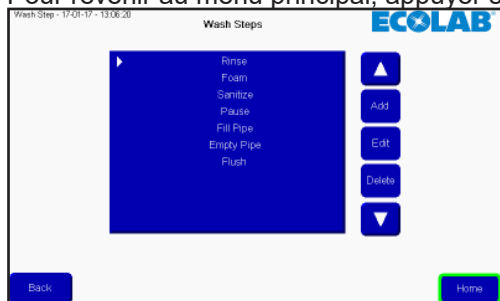 Pour revenir au menu principal, appuyer
Wash Step - 17-01-17 - 13:06:20
Wash Steps
ECOLAB®
Rinse
Foam
Sanitize
Pause
Fill Pipe
Empty Pipe
Flush
Add
Edit
Delete
Back
Home